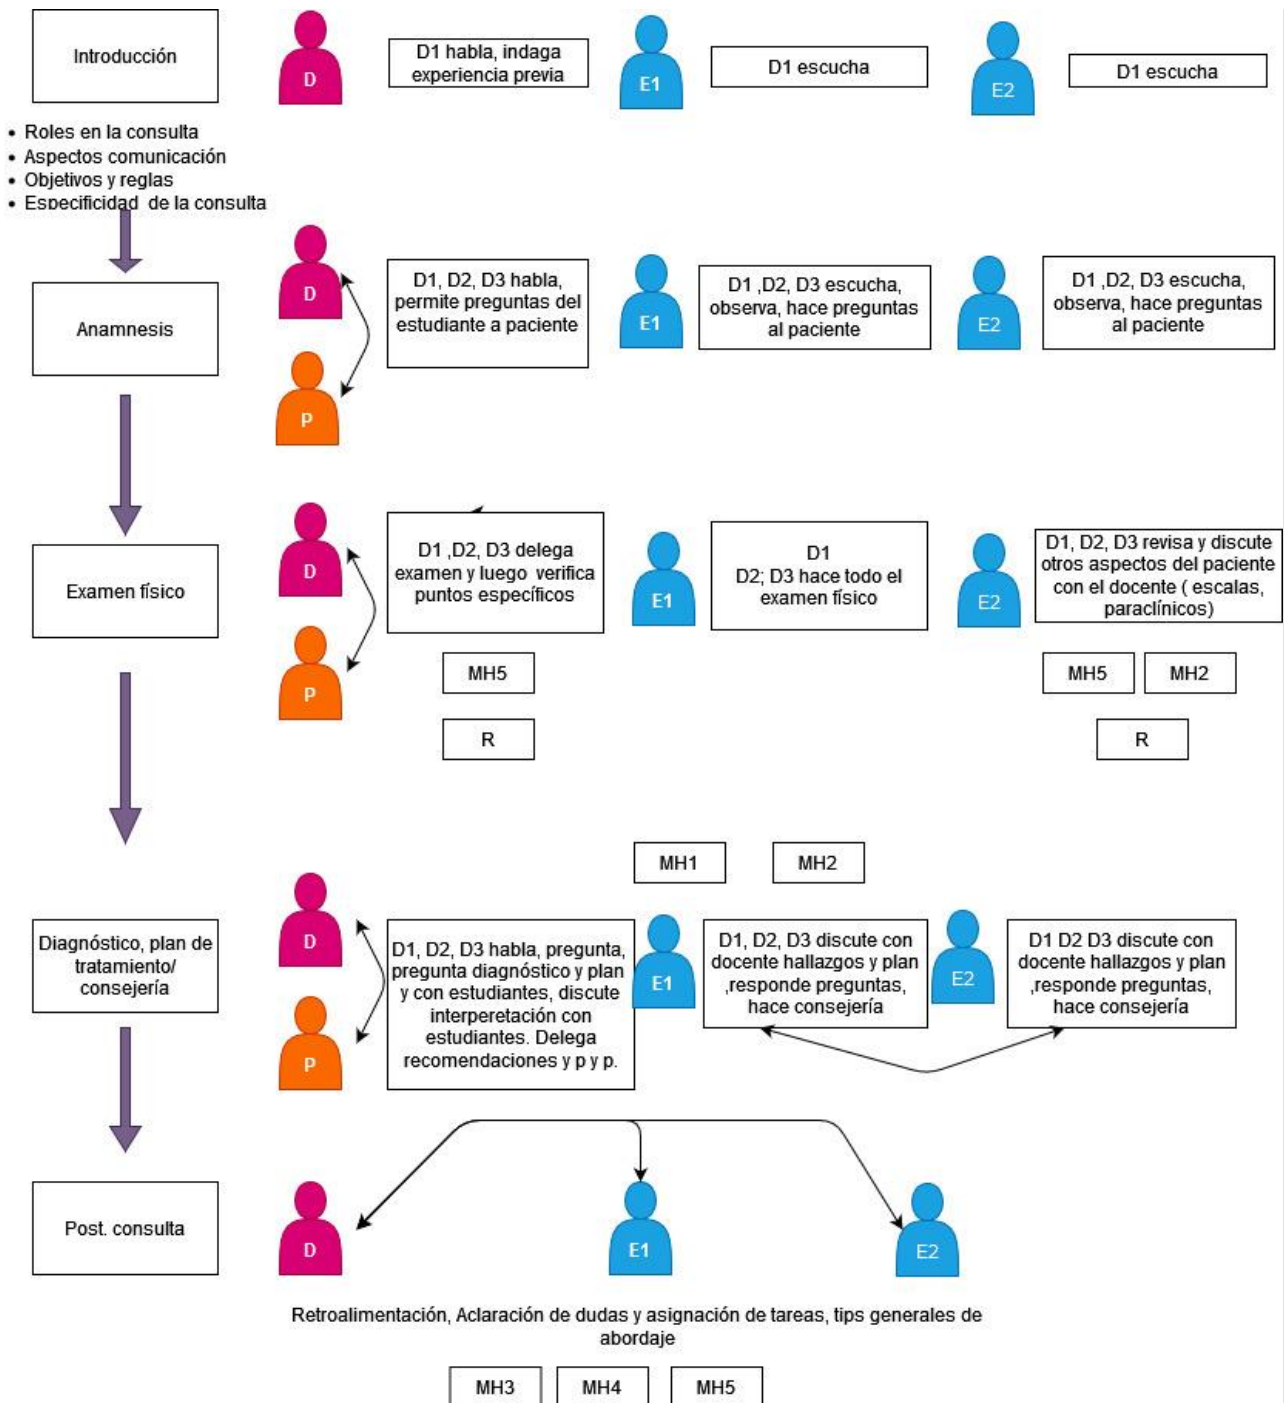 Introducción
D
D1 habla, indaga
experiencia previa
E1
D1 escucha
E2
D1 escucha
• Roles en la consulta
• Aspectos comunicación
• Objetivos y reglas
• Especificidad de la consulta
Anamnesis
D
P
D1, D2, D3 habla,
permite preguntas del
estudiante a paciente
E1
D1 ,D2, D3 escucha,
observa, hace preguntas
al paciente
E2
D1 ,D2, D3 escucha,
observa, hace preguntas
al paciente
Examen físico
D
P
D1 ,D2, D3 delega
examen y luego verifica
puntos específicos
MH5
R
E1
D1
D2; D3 hace todo el
examen físico
E2
D1, D2, D3 revisa y discute
otros aspectos del paciente
con el docente ( escalas,
paraclínicos)
MH5
MH2
R
MH1
MH2
Diagnóstico, plan de
tratamiento/
consejería
D
P
D1, D2, D3 habla, pregunta,
pregunta diagnóstico y plan
y con estudiantes, discute
interperetación con
estudiantes. Delega
recomendaciones y p y p.
E1
D1, D2, D3 discute con
docente hallazgos y plan
,responde preguntas,
hace consejería
E2
D1 D2 D3 discute con
docente hallazgos y plan
,responde preguntas,
hace consejería
Post. consulta
D
E1
E2
Retroalimentación, Aclaración de dudas y asignación de tareas, tips generales de
abordaje
MH3
MH4
MH5